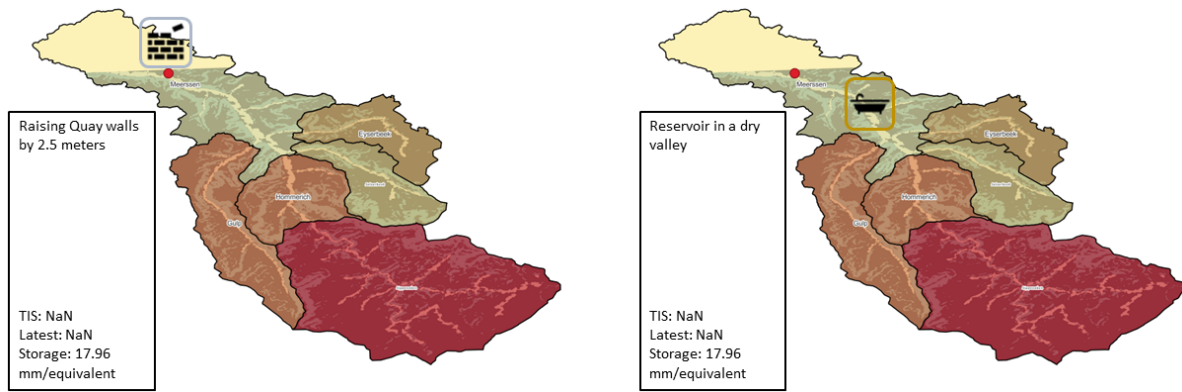 Meerssen
Eyserbeek
Hommerich
Gulp
Raising Quay walls
by 2.5 meters
TIS: NaN
Latest: NaN
Storage: 17.96
mm/equivalent
Meerssen
Eyserbeek
Hommerich
Gulp
Reservoir in a dry
valley
TIS: NaN
Latest: NaN
Storage: 17.96
mm/equivalent